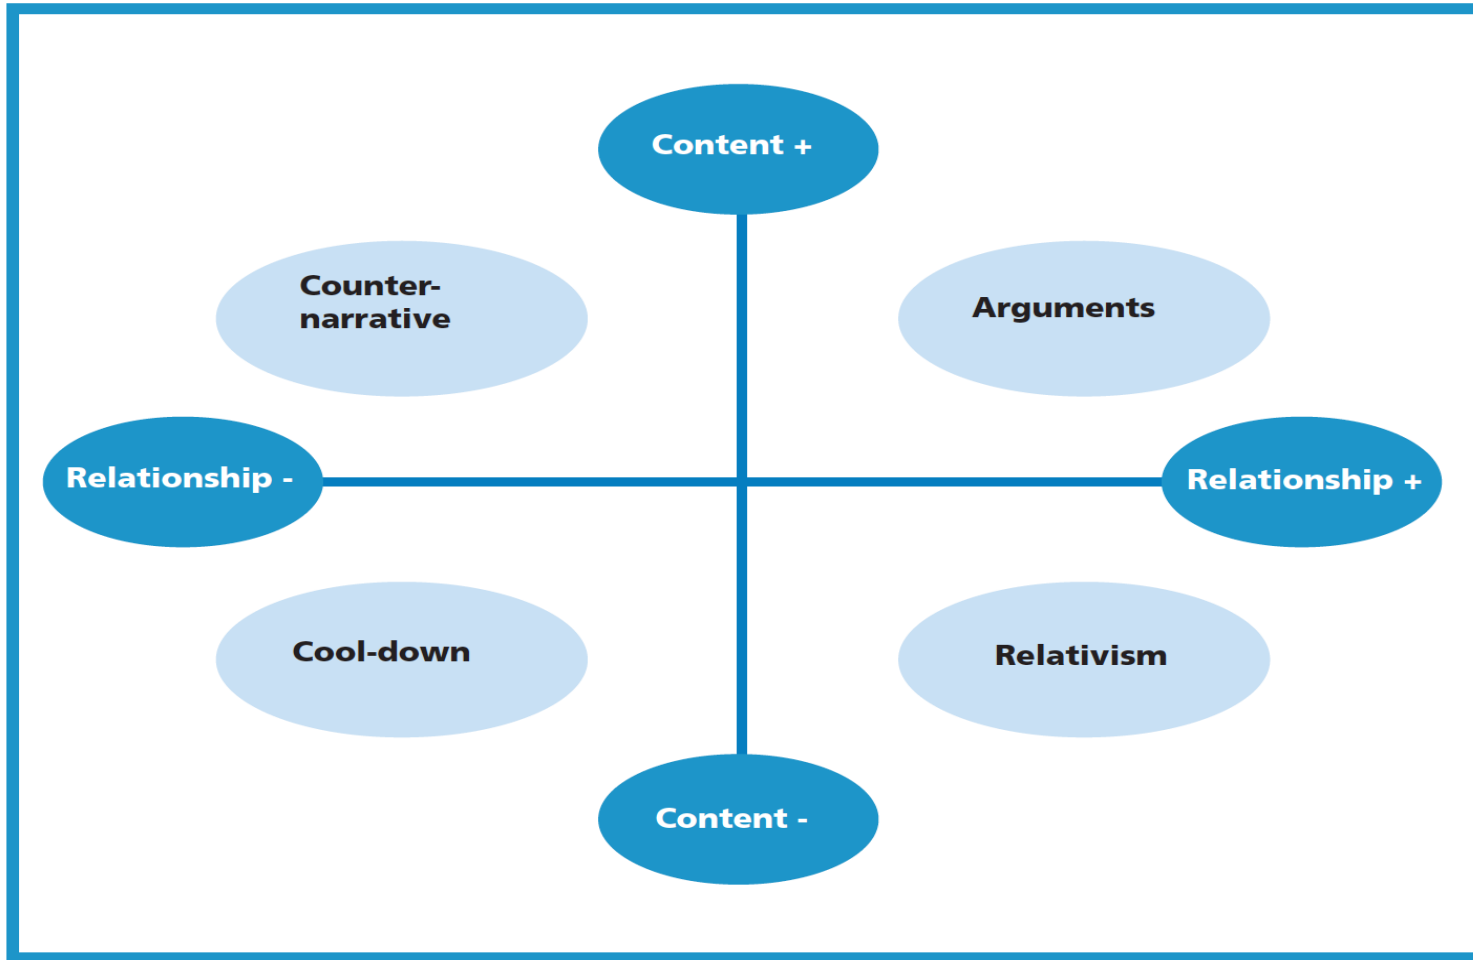 Content +
Counter-
narrative
Arguments
Relationship -
Relationship +
Cool-down
Relativism
Content -